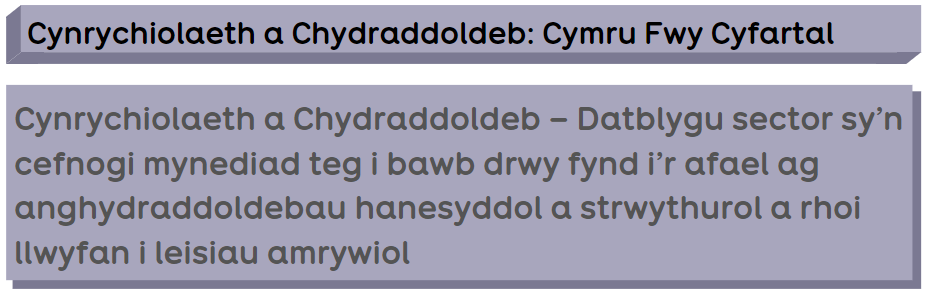 Cynrychiolaeth a Chydraddoldeb: Cymru Fwy Cyfartal
Cynrychiolaeth a Chydraddoldeb – Datblygu sector sy’n
cefnogi mynediad teg i bawb drwy fynd i’r afael ag
anghydraddoldebau hanesyddol a strwythurol a rhoi
llwyfan i leisiau amrywiol